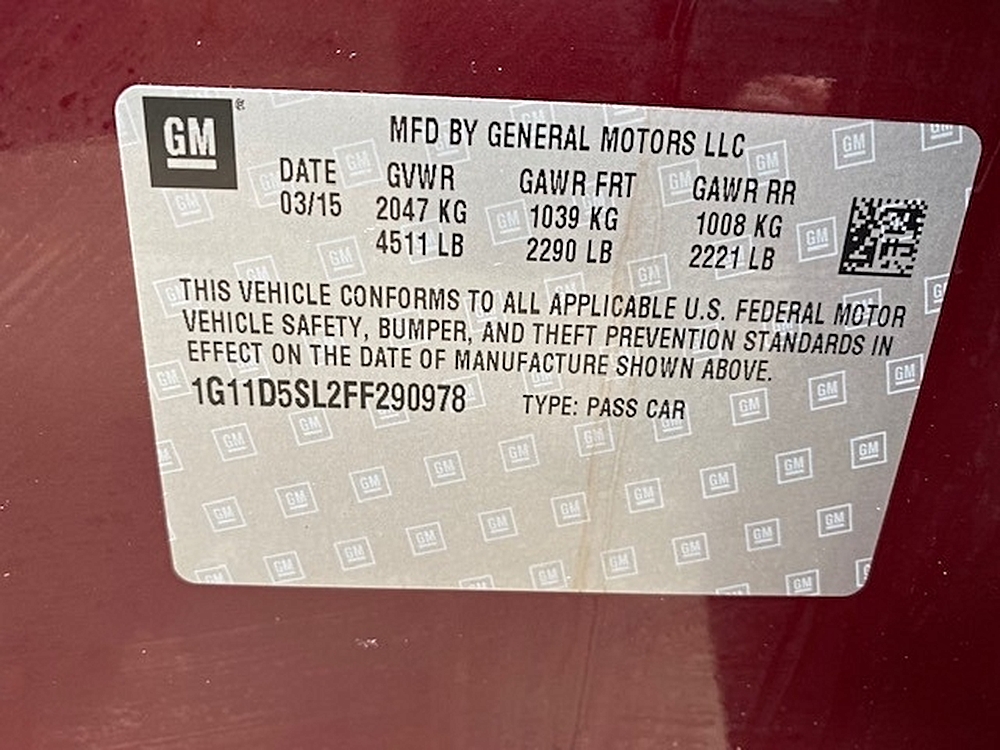 GM
MFD BY GENERAL MOTORS LLC
DATE GVWR GAWR FRT GAWR RR
03/15 2047 KG 1039 KG 1008 KG
4511 LB 2290 LB 2221 LB
THIS VEHICLE CONFORMS TO ALL APPLICABLE U.S. FEDERAL MOTOR
VEHICLE SAFETY, BUMPER, AND THEFT PREVENTION STANDARDS IN
EFFECT ON THE DATE OF MANUFACTURE SHOWN ABOVE.
1G11D5SL2FF290978 TYPE: PASS CAR